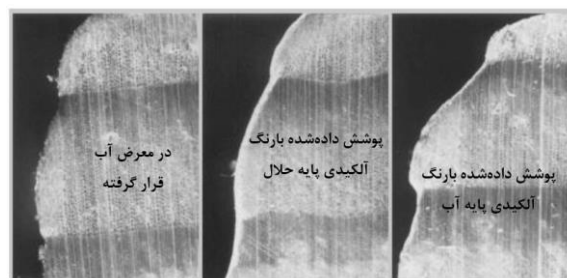 در معرض آب
قرار گرفته
پوشش داده‌شده بارنگ
آلکیدی پایه حلال
پوشش داده‌شده بارنگ
آلکیدی پایه آب